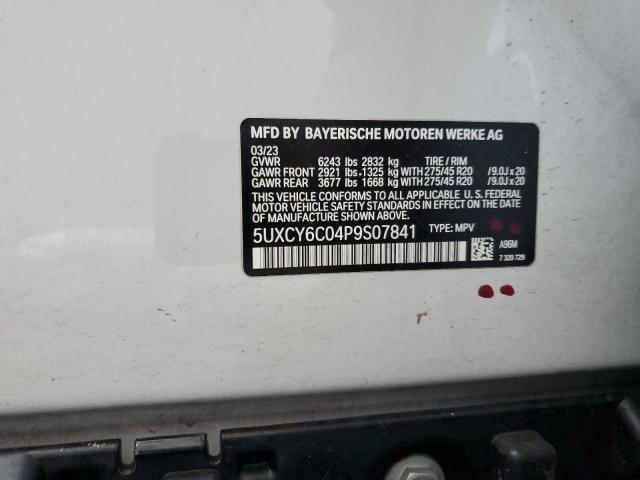 MFD BY BAYERISCHE MOTOREN WERKE AG
03/23
GVWR 6243 lbs 2832 kg TIRE / RIM
GAWR FRONT 2921 lbs 1325 kg WITH 275/45 R20 / 9.0J x 20
GAWR REAR 3677 lbs 1668 kg WITH 275/45 R20 / 9.0J x 20
THIS VEHICLE CONFORMS TO ALL APPLICABLE U.S. FEDERAL
MOTOR VEHICLE SAFETY STANDARDS IN EFFECT ON THE
DATE OF MANUFACTURE SHOWN ABOVE.
5UXCY6C04P9S07841 TYPE: MPV
A96M
7 320 729